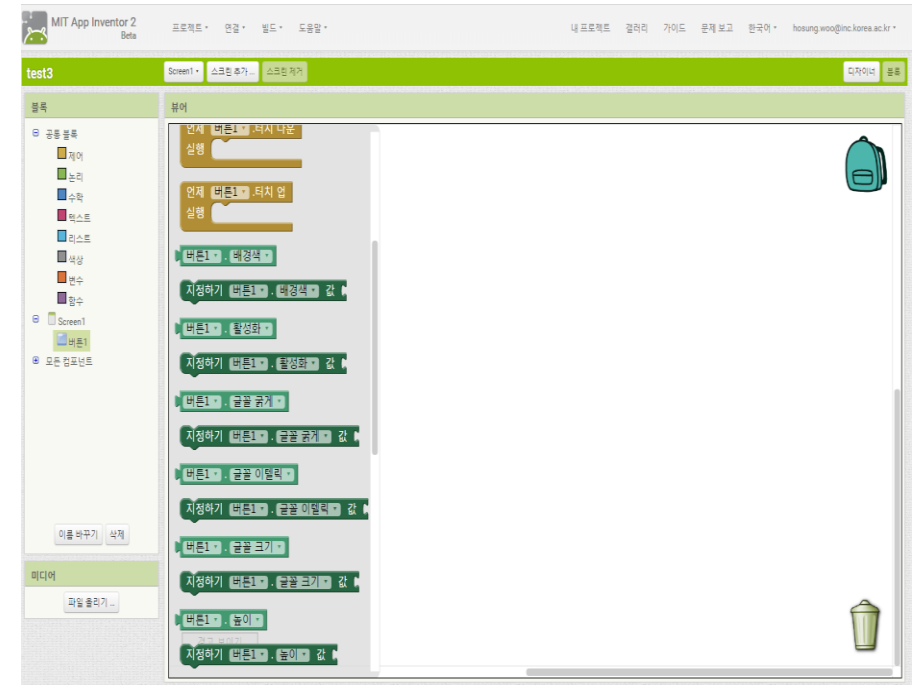 MIT App Inventor 2
Beta
프로젝트 연결 빌드 도움말
내 프로젝트 갤러리 가이드 문제 보고 한국어 hosung.woo@inc.korea.ac.kr
test3
Screen1 스크린 추가... 스크린 제거
디자이너 블록
블록
공통 블록
제어
논리
수학
텍스트
리스트
색상
변수
함수
Screen1
버튼1
모든 컴포넌트
이름 바꾸기 삭제
미디어
파일 올리기 ...
뷰어
언제 버튼1 .터치 다운
실행
언제 버튼1 .터치 업
실행
버튼1 . 배경색
지정하기 버튼1 . 배경색 값
버튼1 . 활성화
지정하기 버튼1 . 활성화 값
버튼1 . 글꼴 굵게
지정하기 버튼1 . 글꼴 굵게 값
버튼1 . 글꼴 이텔릭
지정하기 버튼1 . 글꼴 이텔릭 값
버튼1 . 글꼴 크기
지정하기 버튼1 . 글꼴 크기 값
버튼1 . 높이
지정하기 버튼1 . 높이 값